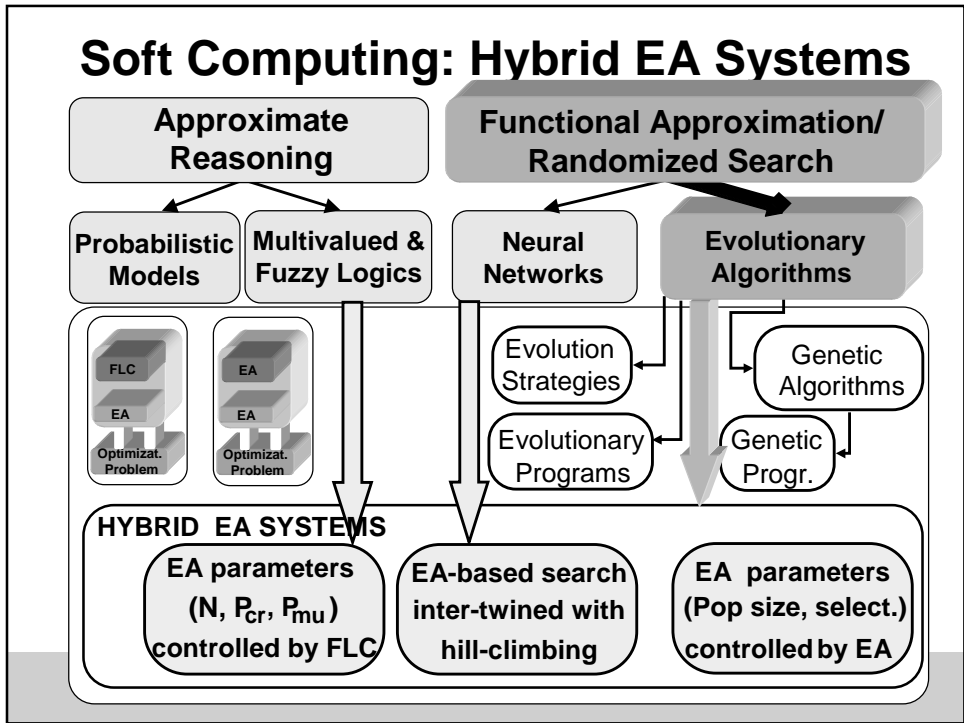 Soft Computing: Hybrid EA Systems
Approximate
Reasoning
Functional Approximation/
Randomized Search
Probabilistic
Models
Multivalued &
Fuzzy Logics
Neural
Networks
Evolutionary
Algorithms
FLC
EA
Optimizat.
Problem
EA
EA
Optimizat.
Problem
Evolution
Strategies
Evolutionary
Programs
Genetic
Algorithms
Genetic
Progr.
HYBRID EA SYSTEMS
EA parameters
(N, Pcr, Pmu)
controlled by FLC
EA-based search
inter-twined with
hill-climbing
EA parameters
(Pop size, select.)
controlled by EA